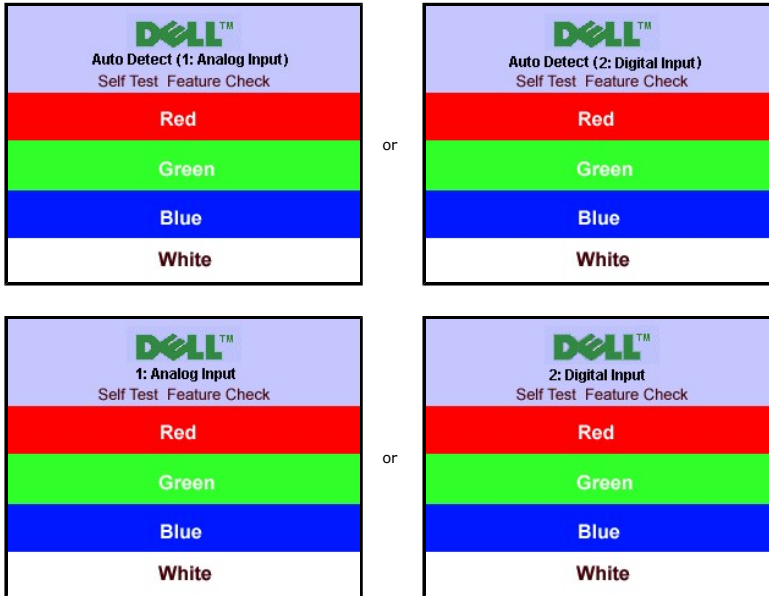 DELL™
Auto Detect (1: Analog Input)
Self Test Feature Check
Red
Green
Blue
White
or
DELL™
Auto Detect (2: Digital Input)
Self Test Feature Check
Red
Green
Blue
White
DELL™
1: Analog Input
Self Test Feature Check
Red
Green
Blue
White
or
DELL™
2: Digital Input
Self Test Feature Check
Red
Green
Blue
White